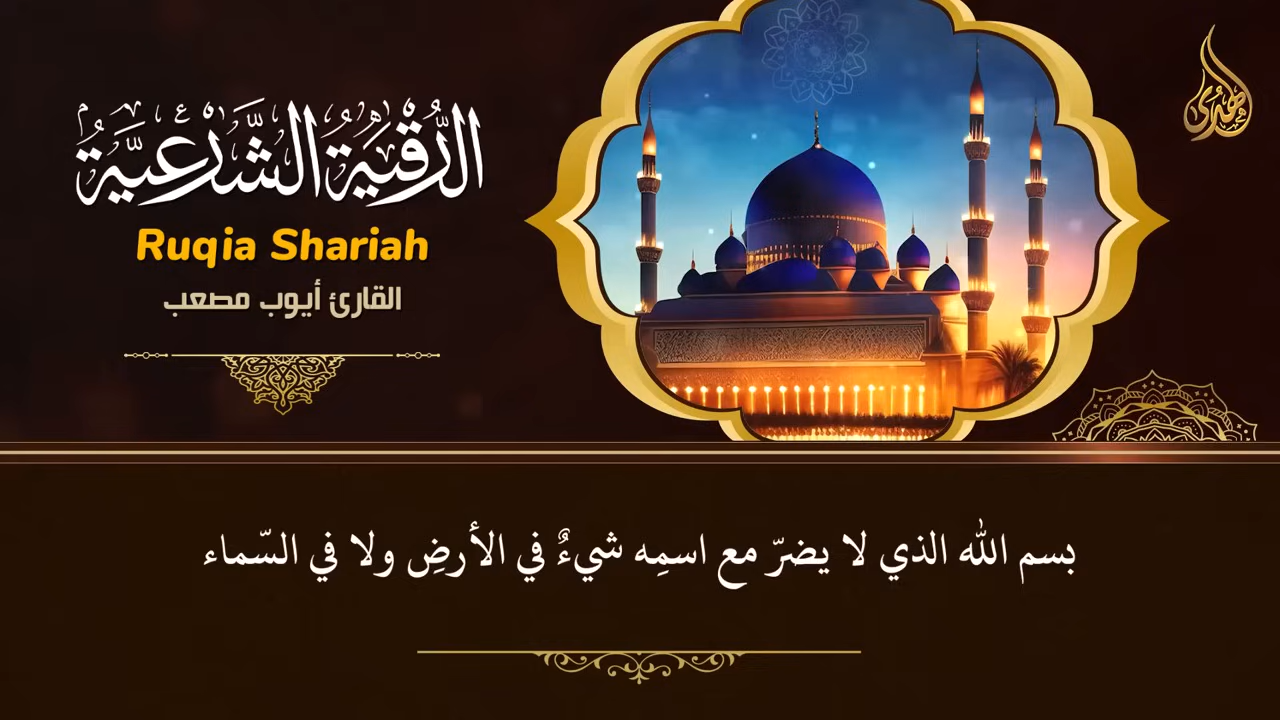 الرُّقْيَةُ الشَّرْعِيَّةُ
Ruqia Shariah
القارئ أيوب مصعب
الهدى
بسم الله الذي لا يضرّ مع اسمِه شيءٌ في الأرضِ ولا في السّماء